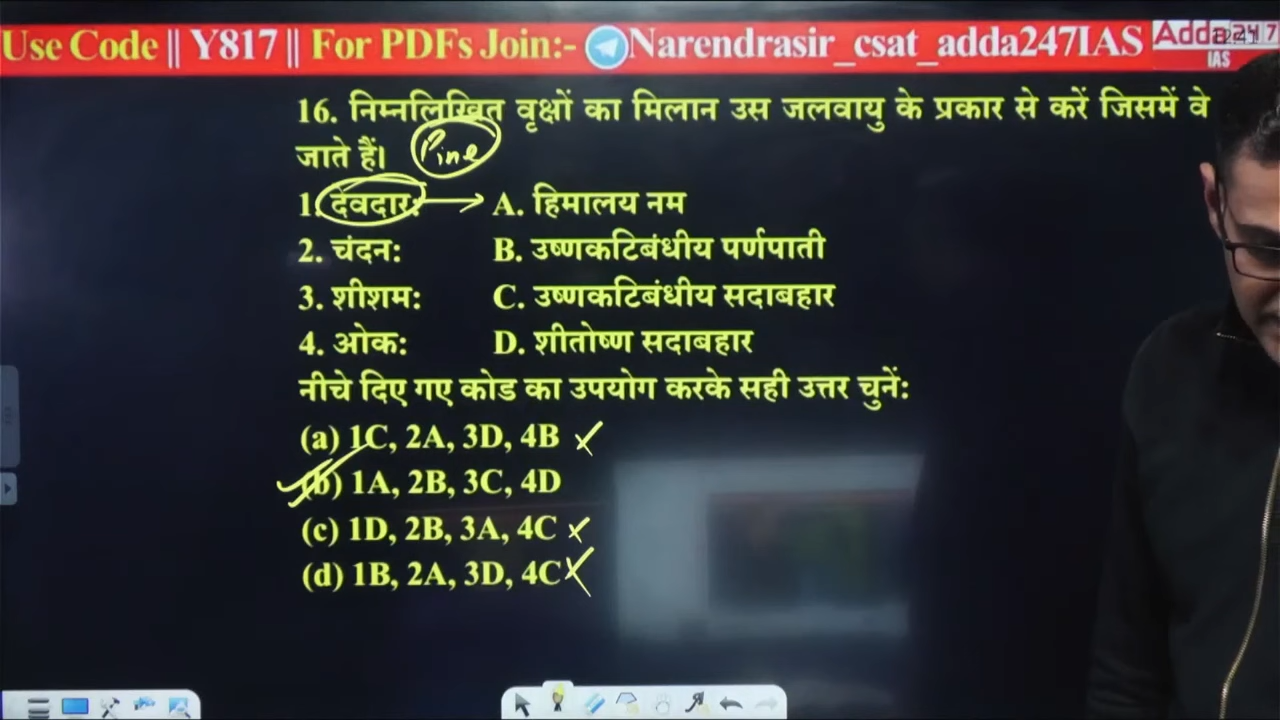 Use Code || Y817 || For PDFs Join:- Narendrasir_csat_adda247IAS Adda247
IAS
16. निम्नलिखित वृक्षों का मिलान उस जलवायु के प्रकार से करें जिसमें वे
जाते हैं। Pine
1. देवदार: A. हिमालय नम
2. चंदन: B. उष्णकटिबंधीय पर्णपाती
3. शीशम: C. उष्णकटिबंधीय सदाबहार
4. ओक: D. शीतोष्ण सदाबहार
नीचे दिए गए कोड का उपयोग करके सही उत्तर चुनें:
(a) 1C, 2A, 3D, 4B
(b) 1A, 2B, 3C, 4D
(c) 1D, 2B, 3A, 4C
(d) 1B, 2A, 3D, 4C